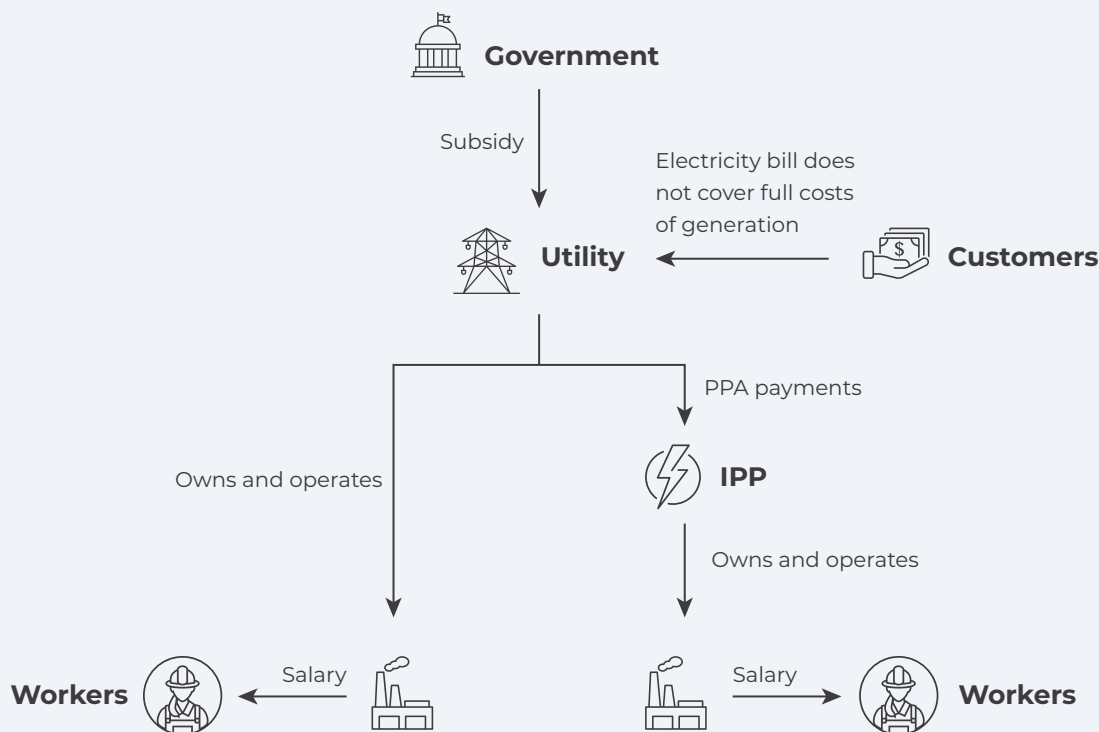 Government
Subsidy
Electricity bill does
not cover full costs
of generation
$
Utility
Customers
PPA payments
Owns and operates
IPP
Owns and operates
Workers
Salary
Salary
Workers